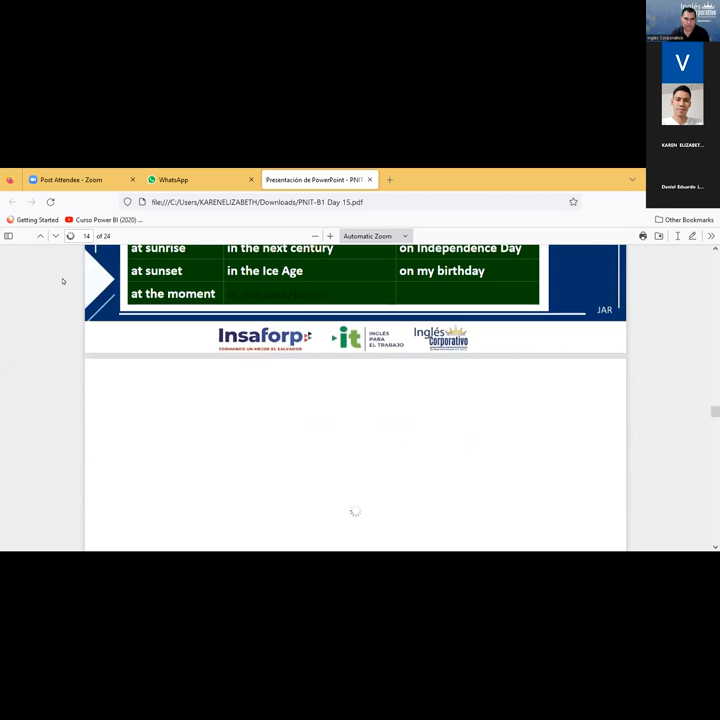 Inglés
Corporativo
Inglés Corporativo
V
KAREN ELIZABET...
Daniel Eduardo L...
Post Attendee - Zoom
WhatsApp
Presentación de PowerPoint - PNIT
file:///C:/Users/KARENELIZABETH/Downloads/PNIT-B1 Day 15.pdf
Getting Started
Curso Power BI (2020) ...
Other Bookmarks
14 of 24
Automatic Zoom
at sunrise in the next century on Independence Day
at sunset in the Ice Age on my birthday
at the moment
JAR
Insaforp
FORMANDO UN MEJOR EL SALVADOR
it INGLÉS PARA EL TRABAJO
Inglés
Corporativo